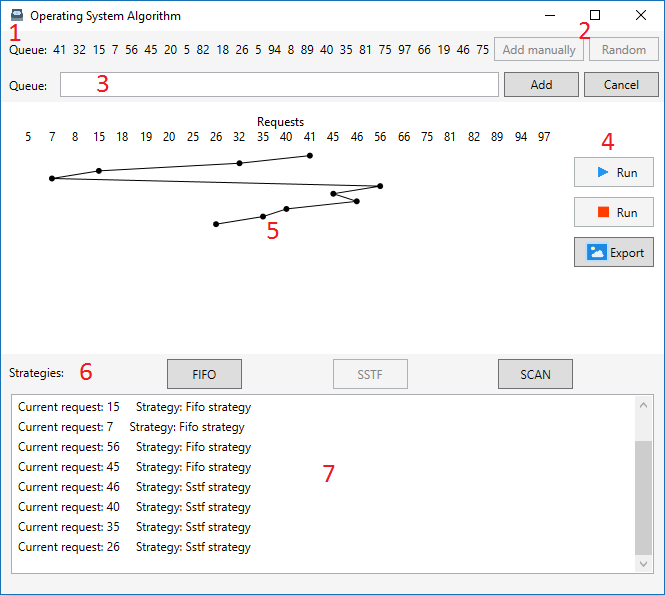 Operating System Algorithm
1
2
Queue: 41 32 15 7 56 45 20 5 82 18 26 5 94 8 89 40 35 81 75 97 66 19 46 75 Add manually Random
Queue: 3 Add Cancel
Requests
5 7 8 15 18 19 20 25 26 32 35 40 41 45 46 56 66 75 81 82 89 94 97
4
Run
Run
5
Export
Strategies: 6 FIFO SSTF SCAN
Current request: 15 Strategy: Fifo strategy
Current request: 7 Strategy: Fifo strategy
Current request: 56 Strategy: Fifo strategy
Current request: 45 Strategy: Fifo strategy
7
Current request: 46 Strategy: Sstf strategy
Current request: 40 Strategy: Sstf strategy
Current request: 35 Strategy: Sstf strategy
Current request: 26 Strategy: Sstf strategy